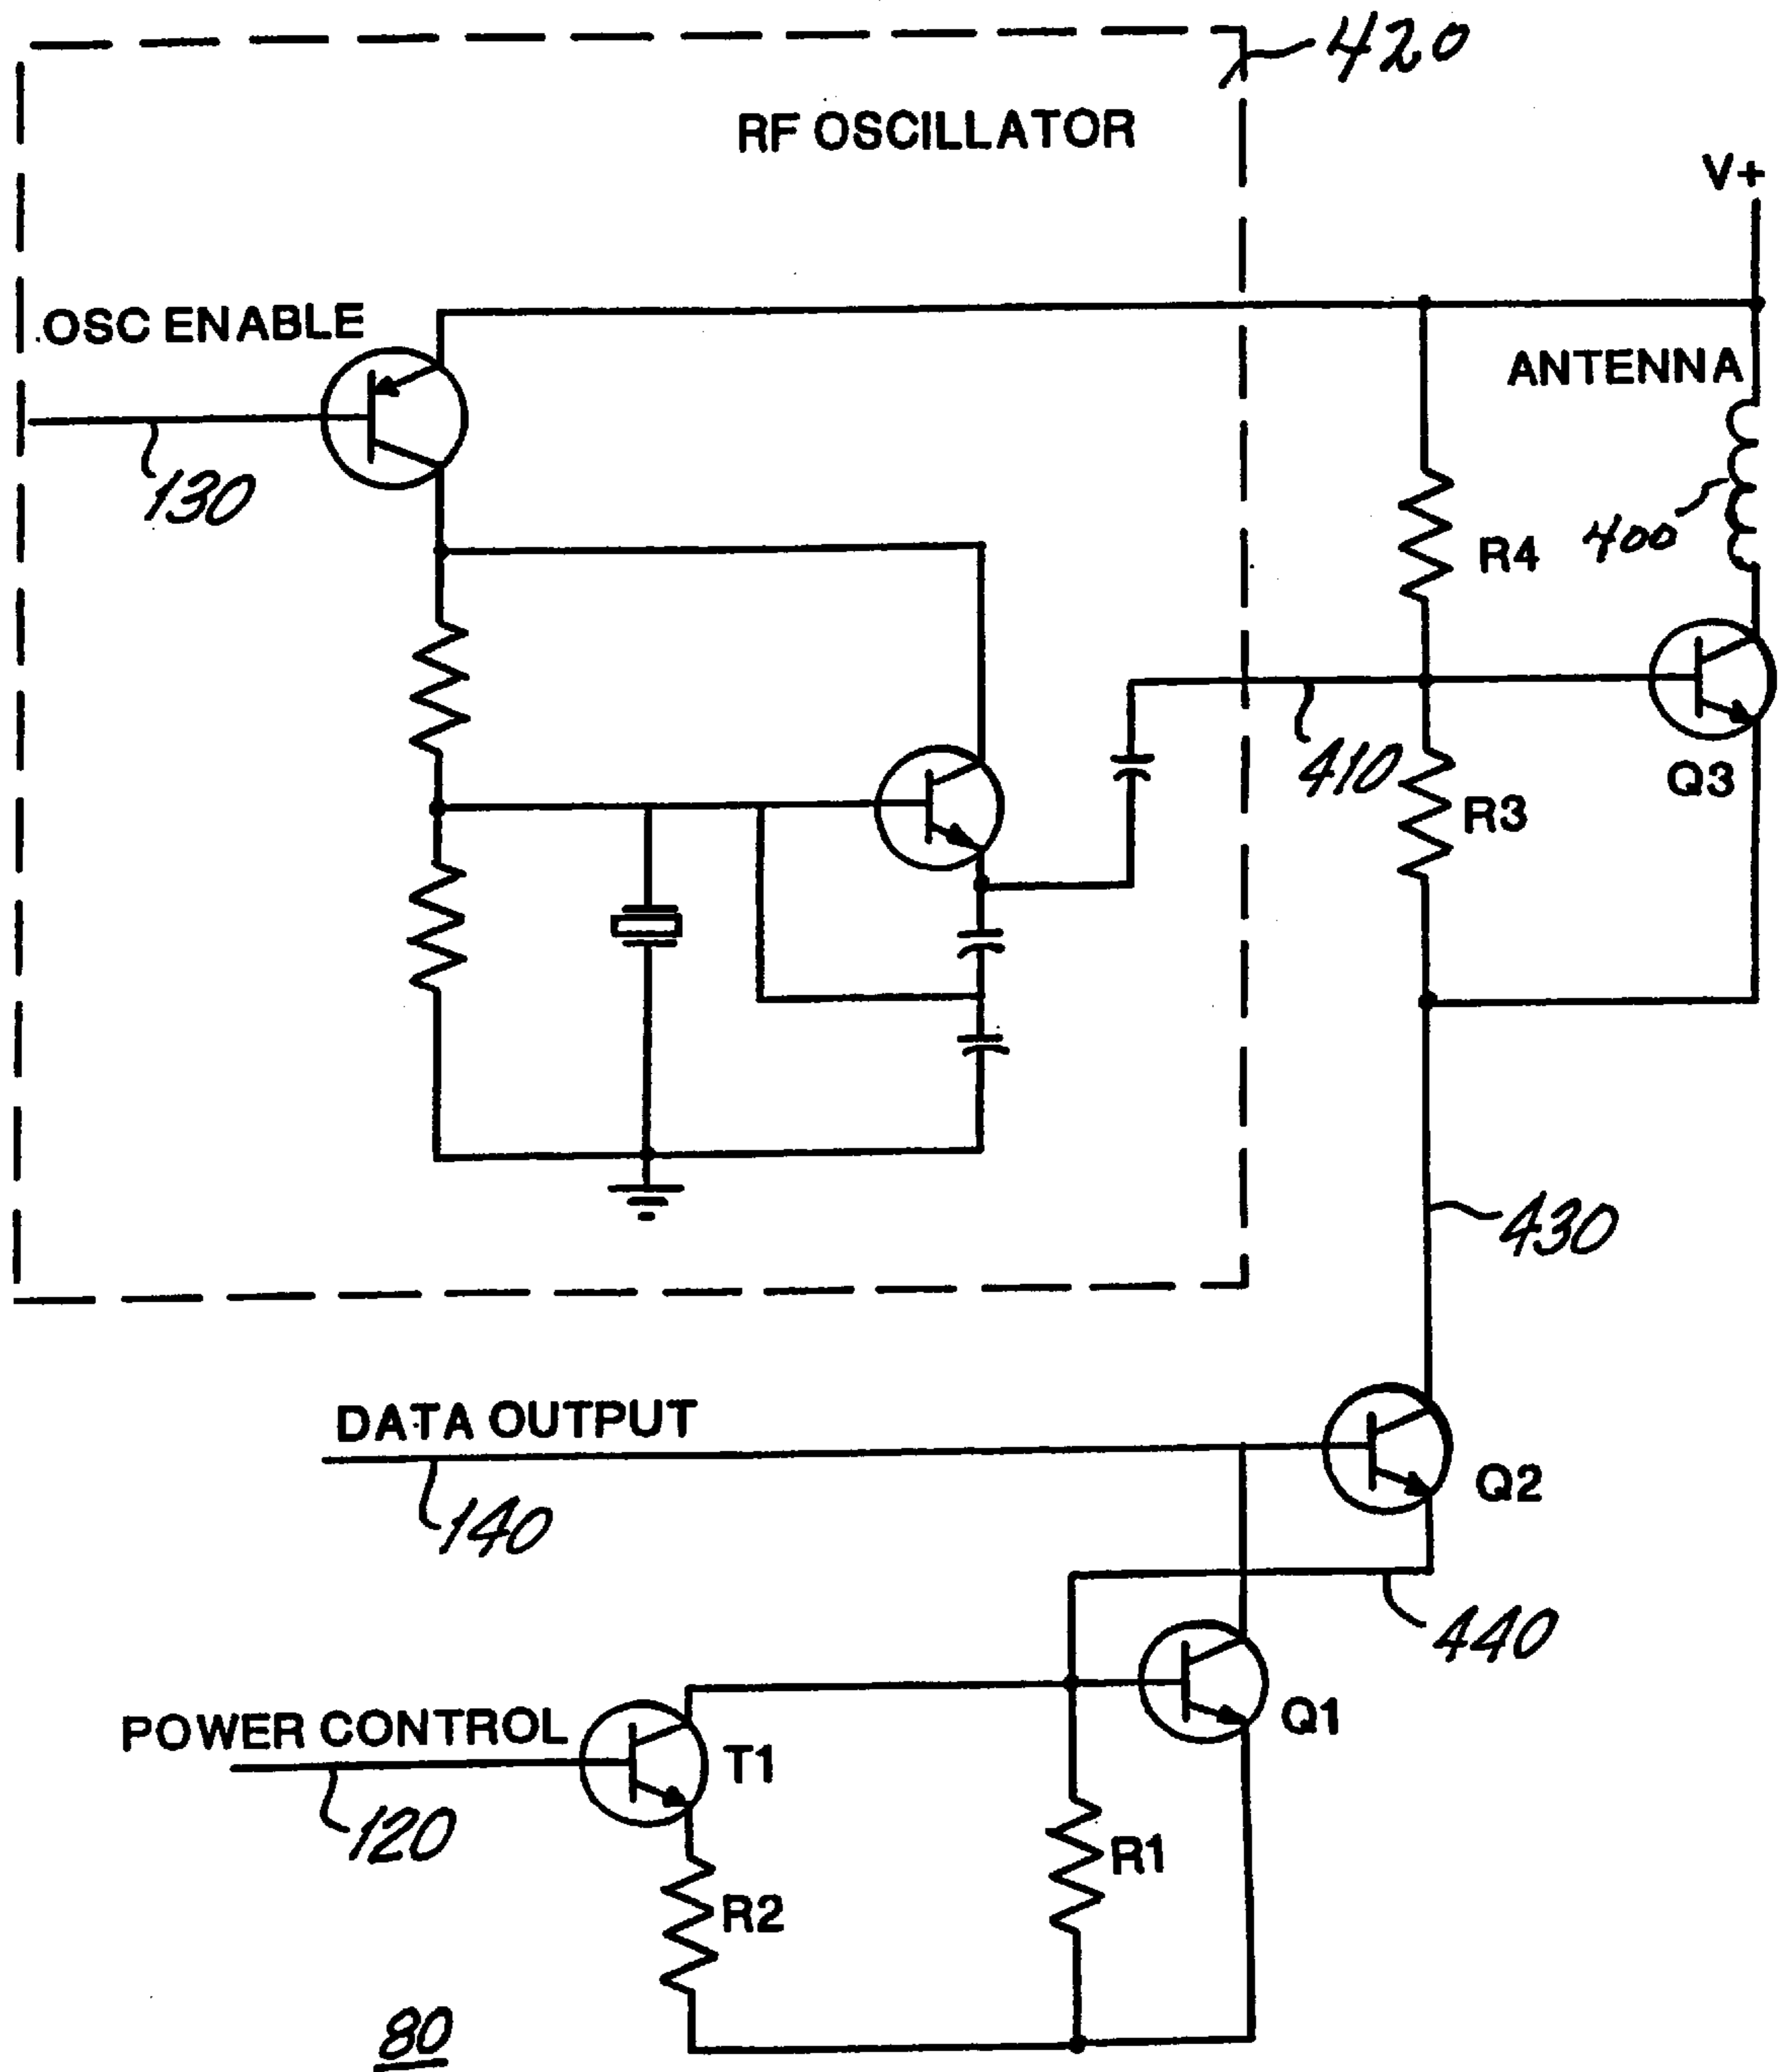 420
RF OSCILLATOR
V+
OSC ENABLE
ANTENNA
130
R4
400
410
Q3
R3
430
DATA OUTPUT
Q2
140
440
Q1
POWER CONTROL
T1
120
R1
R2
80